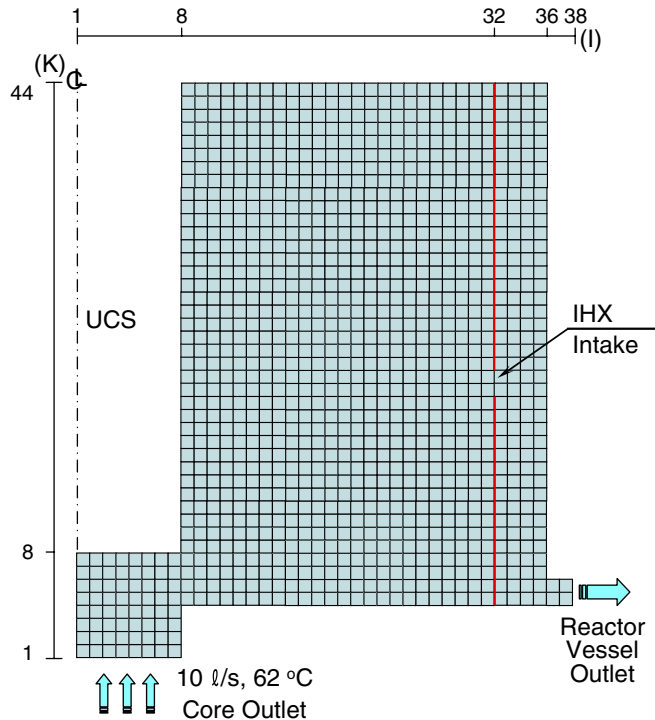 1 8 32 36 38
(I)
(K)
℄
44
UCS
IHX
Intake
8
1
Reactor
Vessel
Outlet
10 ℓ/s, 62 °C
Core Outlet